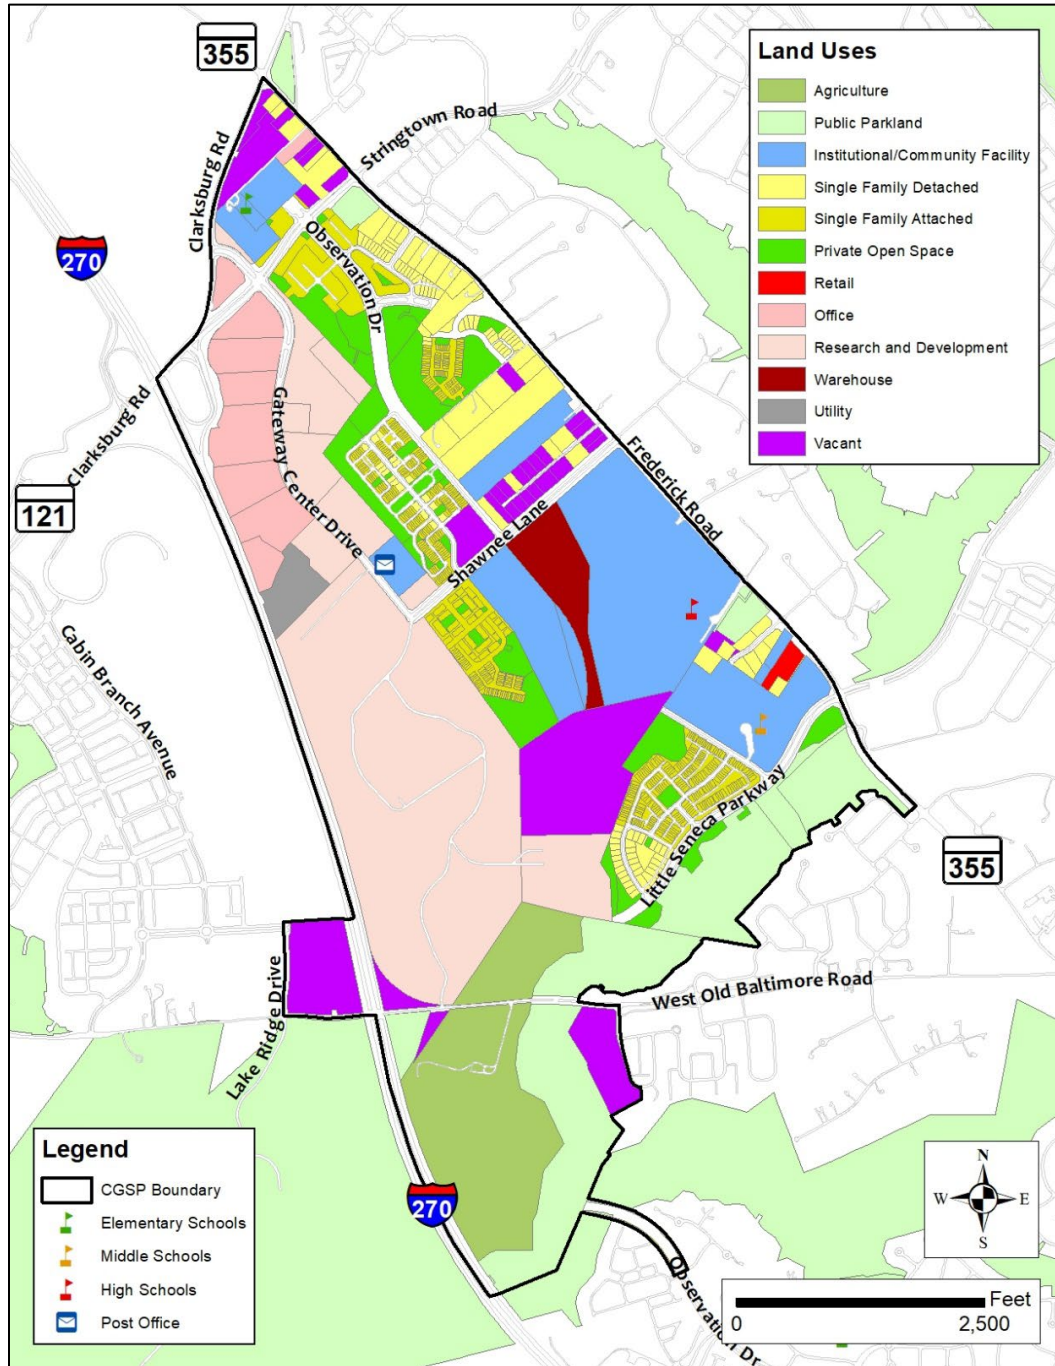 355
Clarksburg Rd
Stringtown Road
270
Observation Dr
Clarksburg Rd
121
Gateway Center Drive
Frederick Road
Shawnee Lane
Cabin Branch Avenue
Little Seneca Parkway
355
West Old Baltimore Road
Lake Ridge Drive
270
Observation Dr
Land Uses
Agriculture
Public Parkland
Institutional/Community Facility
Single Family Detached
Single Family Attached
Private Open Space
Retail
Office
Research and Development
Warehouse
Utility
Vacant
Legend
CGSP Boundary
Elementary Schools
Middle Schools
High Schools
Post Office
N
W
E
S
Feet
0 2,500